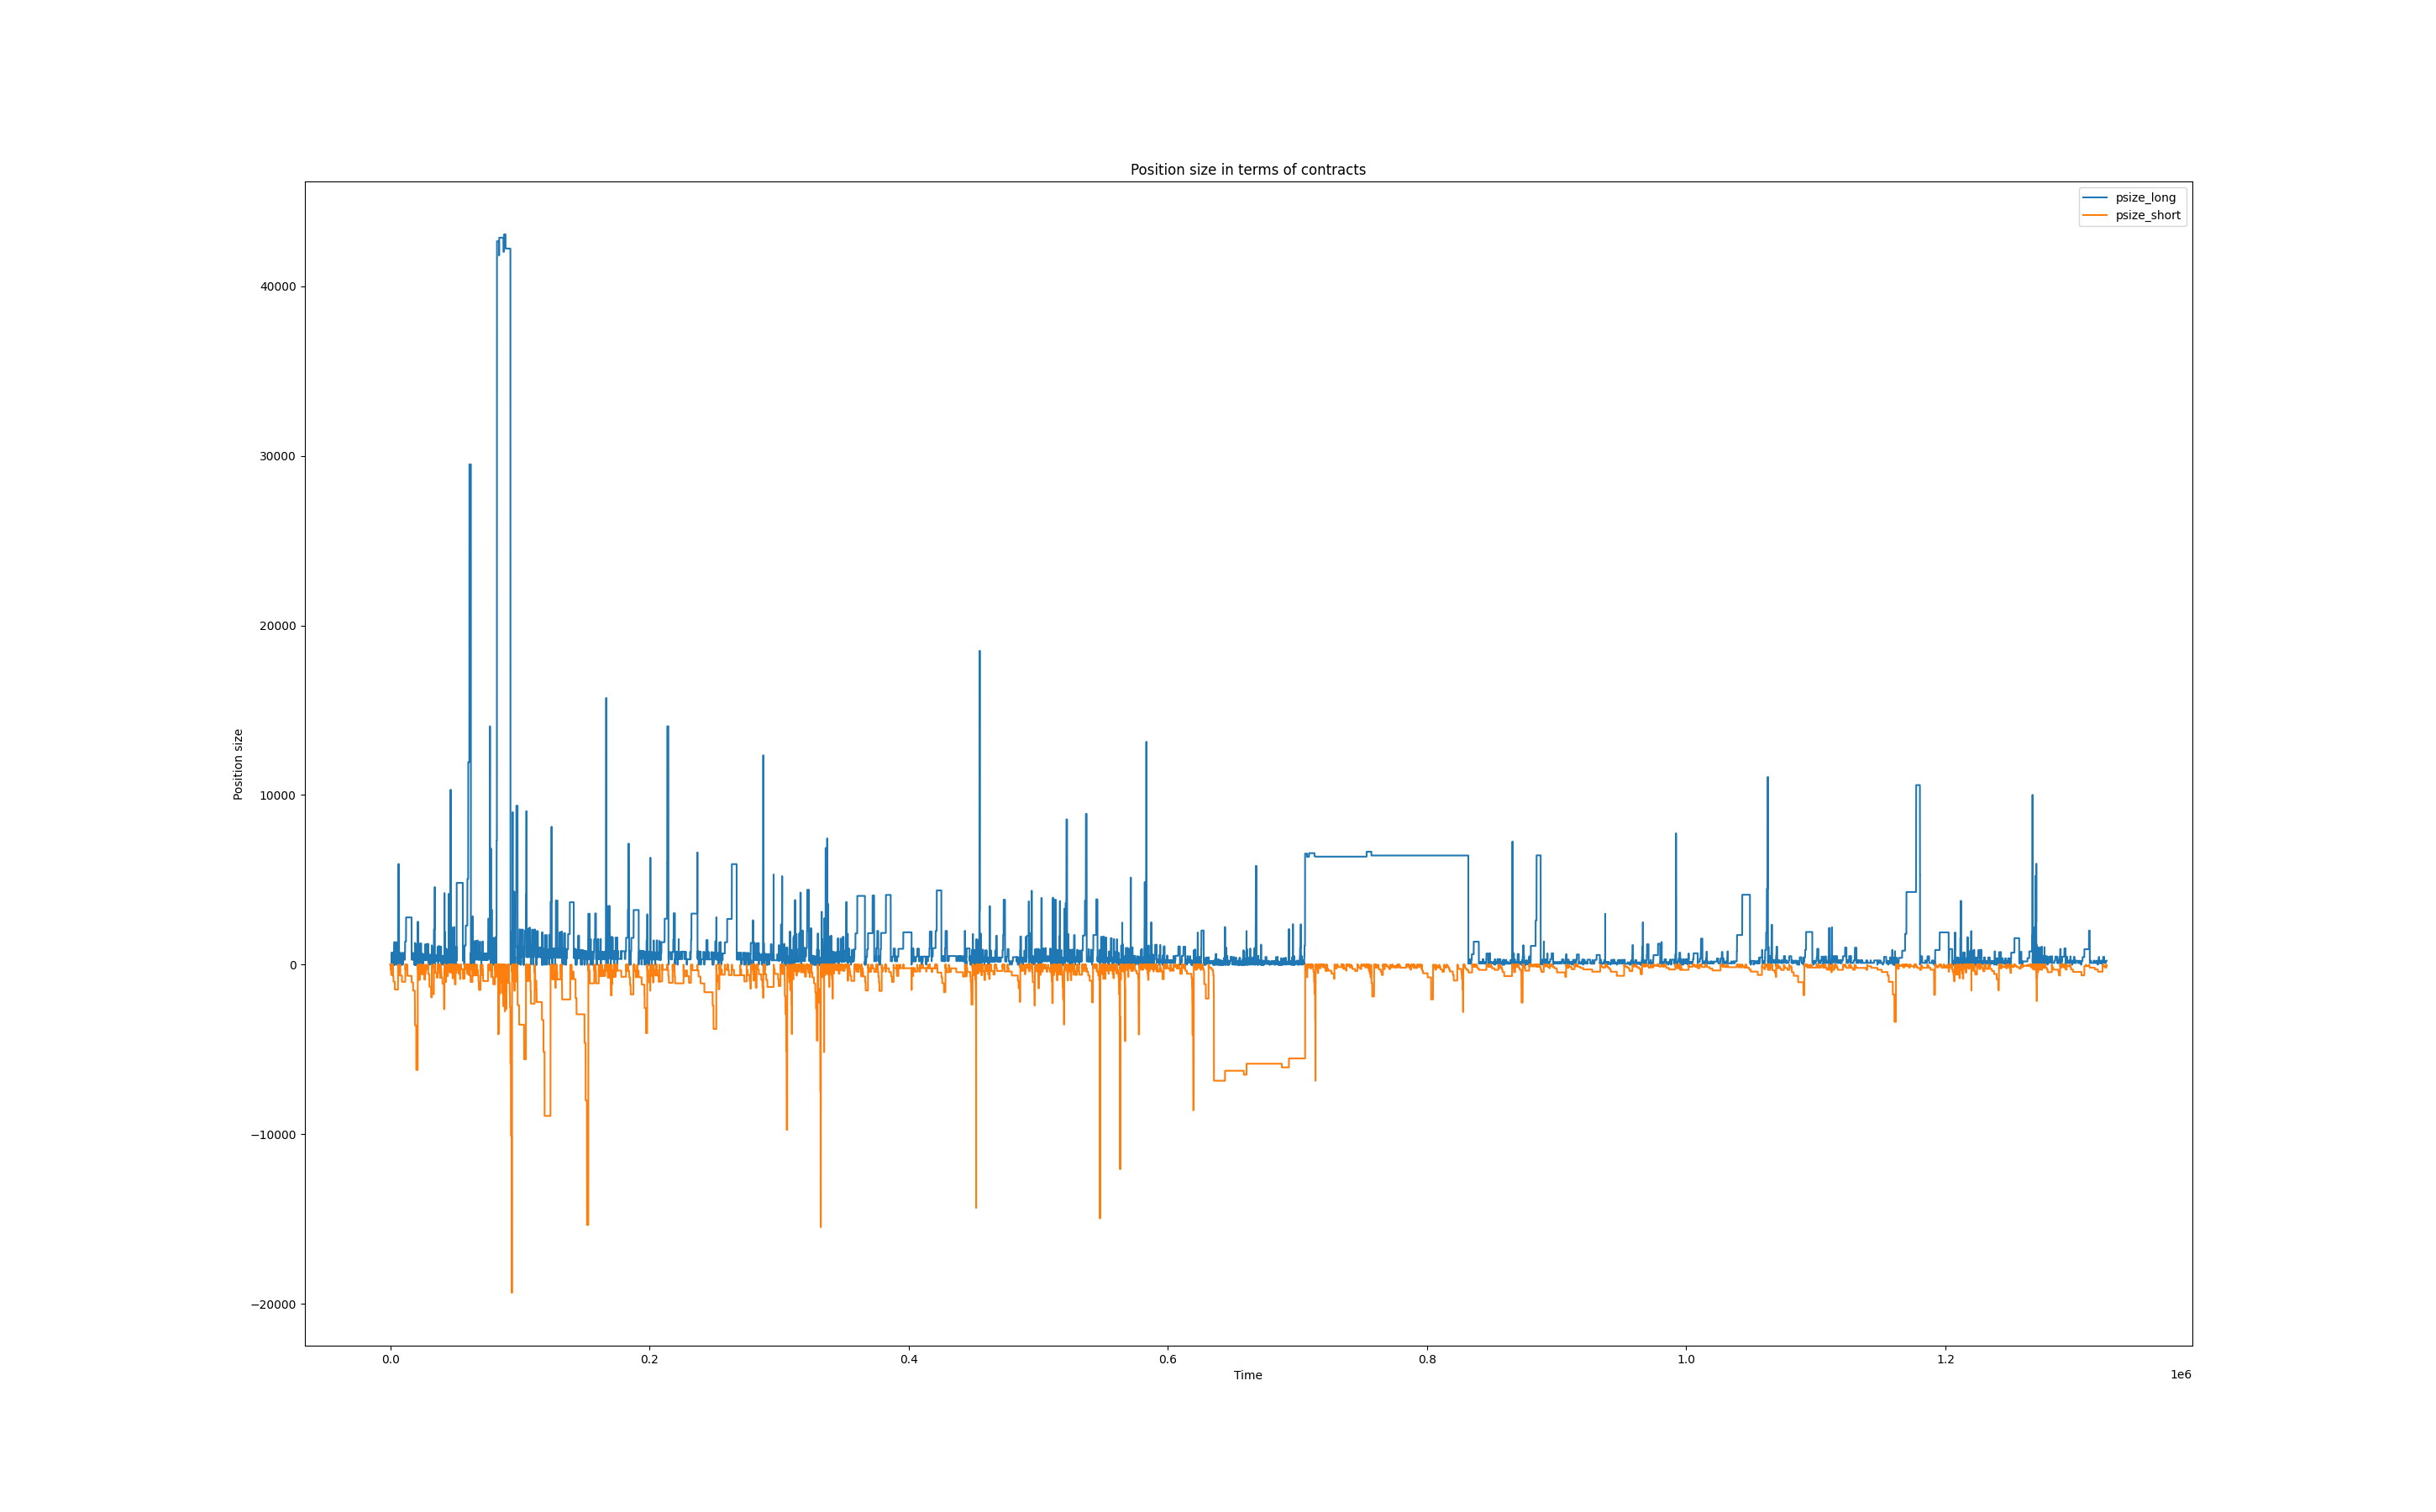 Position size in terms of contracts
psize_long
psize_short
40000
30000
20000
10000
0
−10000
−20000
Position size
0.0
0.2
0.4
0.6
0.8
1.0
1.2
1e6
Time